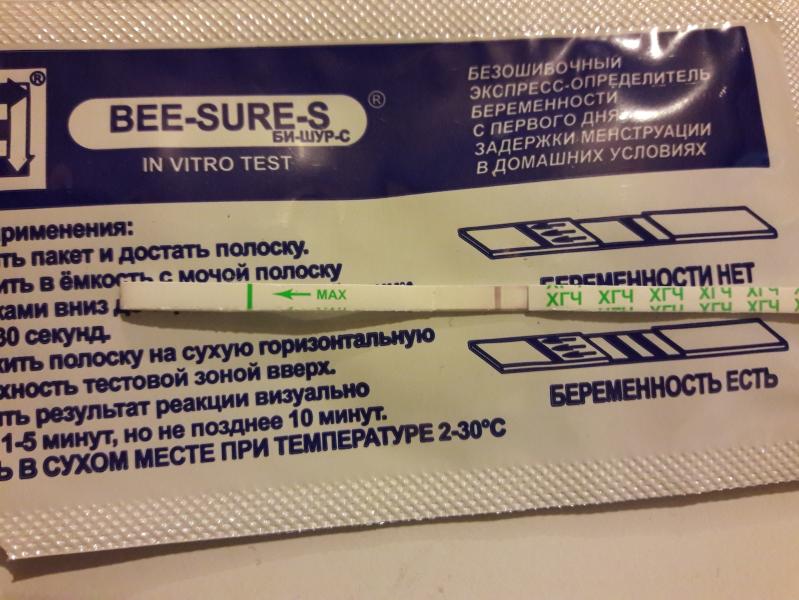 ®
BEE-SURE-S ®
БИ-ШУР-С
IN VITRO TEST
БЕЗОШИБОЧНЫЙ
ЭКСПРЕСС-ОПРЕДЕЛИТЕЛЬ
БЕРЕМЕННОСТИ
С ПЕРВОГО ДНЯ
ЗАДЕРЖКИ МЕНСТРУАЦИИ
В ДОМАШНИХ УСЛОВИЯХ
рименения:
ть пакет и достать полоску.
ить в ёмкость с мочой полоску
ками вниз
30 секунд.
жить полоску на сухую горизонтальную
хность тестовой зоной вверх.
ть результат реакции визуально
1-5 минут, но не позднее 10 минут.
Ь В СУХОМ МЕСТЕ ПРИ ТЕМПЕРАТУРЕ 2-30°C
БЕРЕМЕННОСТИ НЕТ
MAX
ХГЧ ХГЧ ХГЧ ХГЧ ХГЧ
БЕРЕМЕННОСТЬ ЕСТЬ